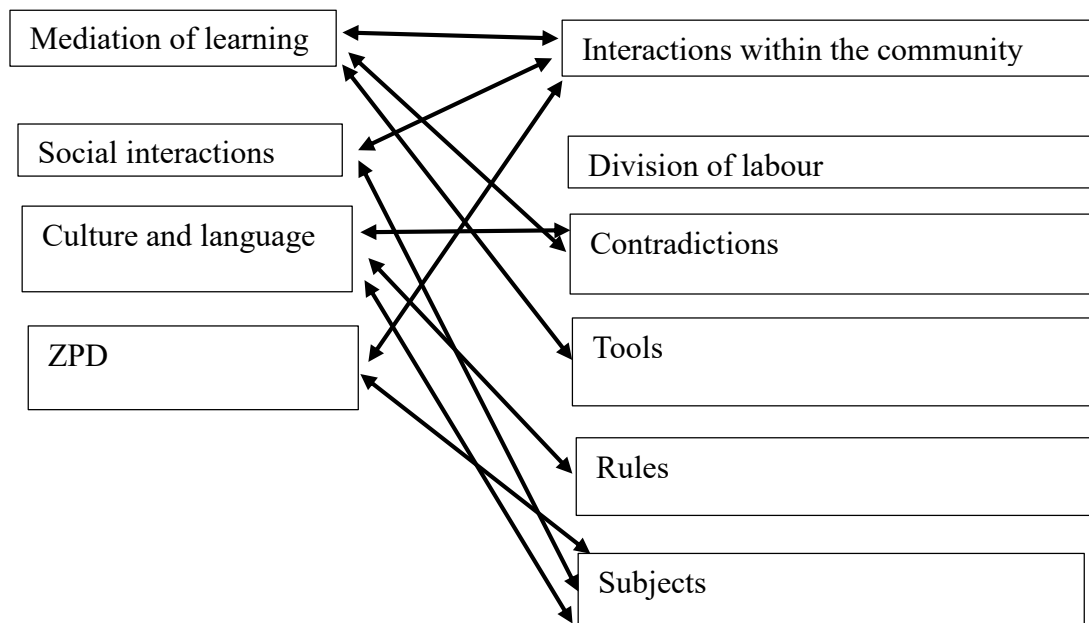 Mediation of learning
Social interactions
Culture and language
ZPD
Interactions within the community
Division of labour
Contradictions
Tools
Rules
Subjects